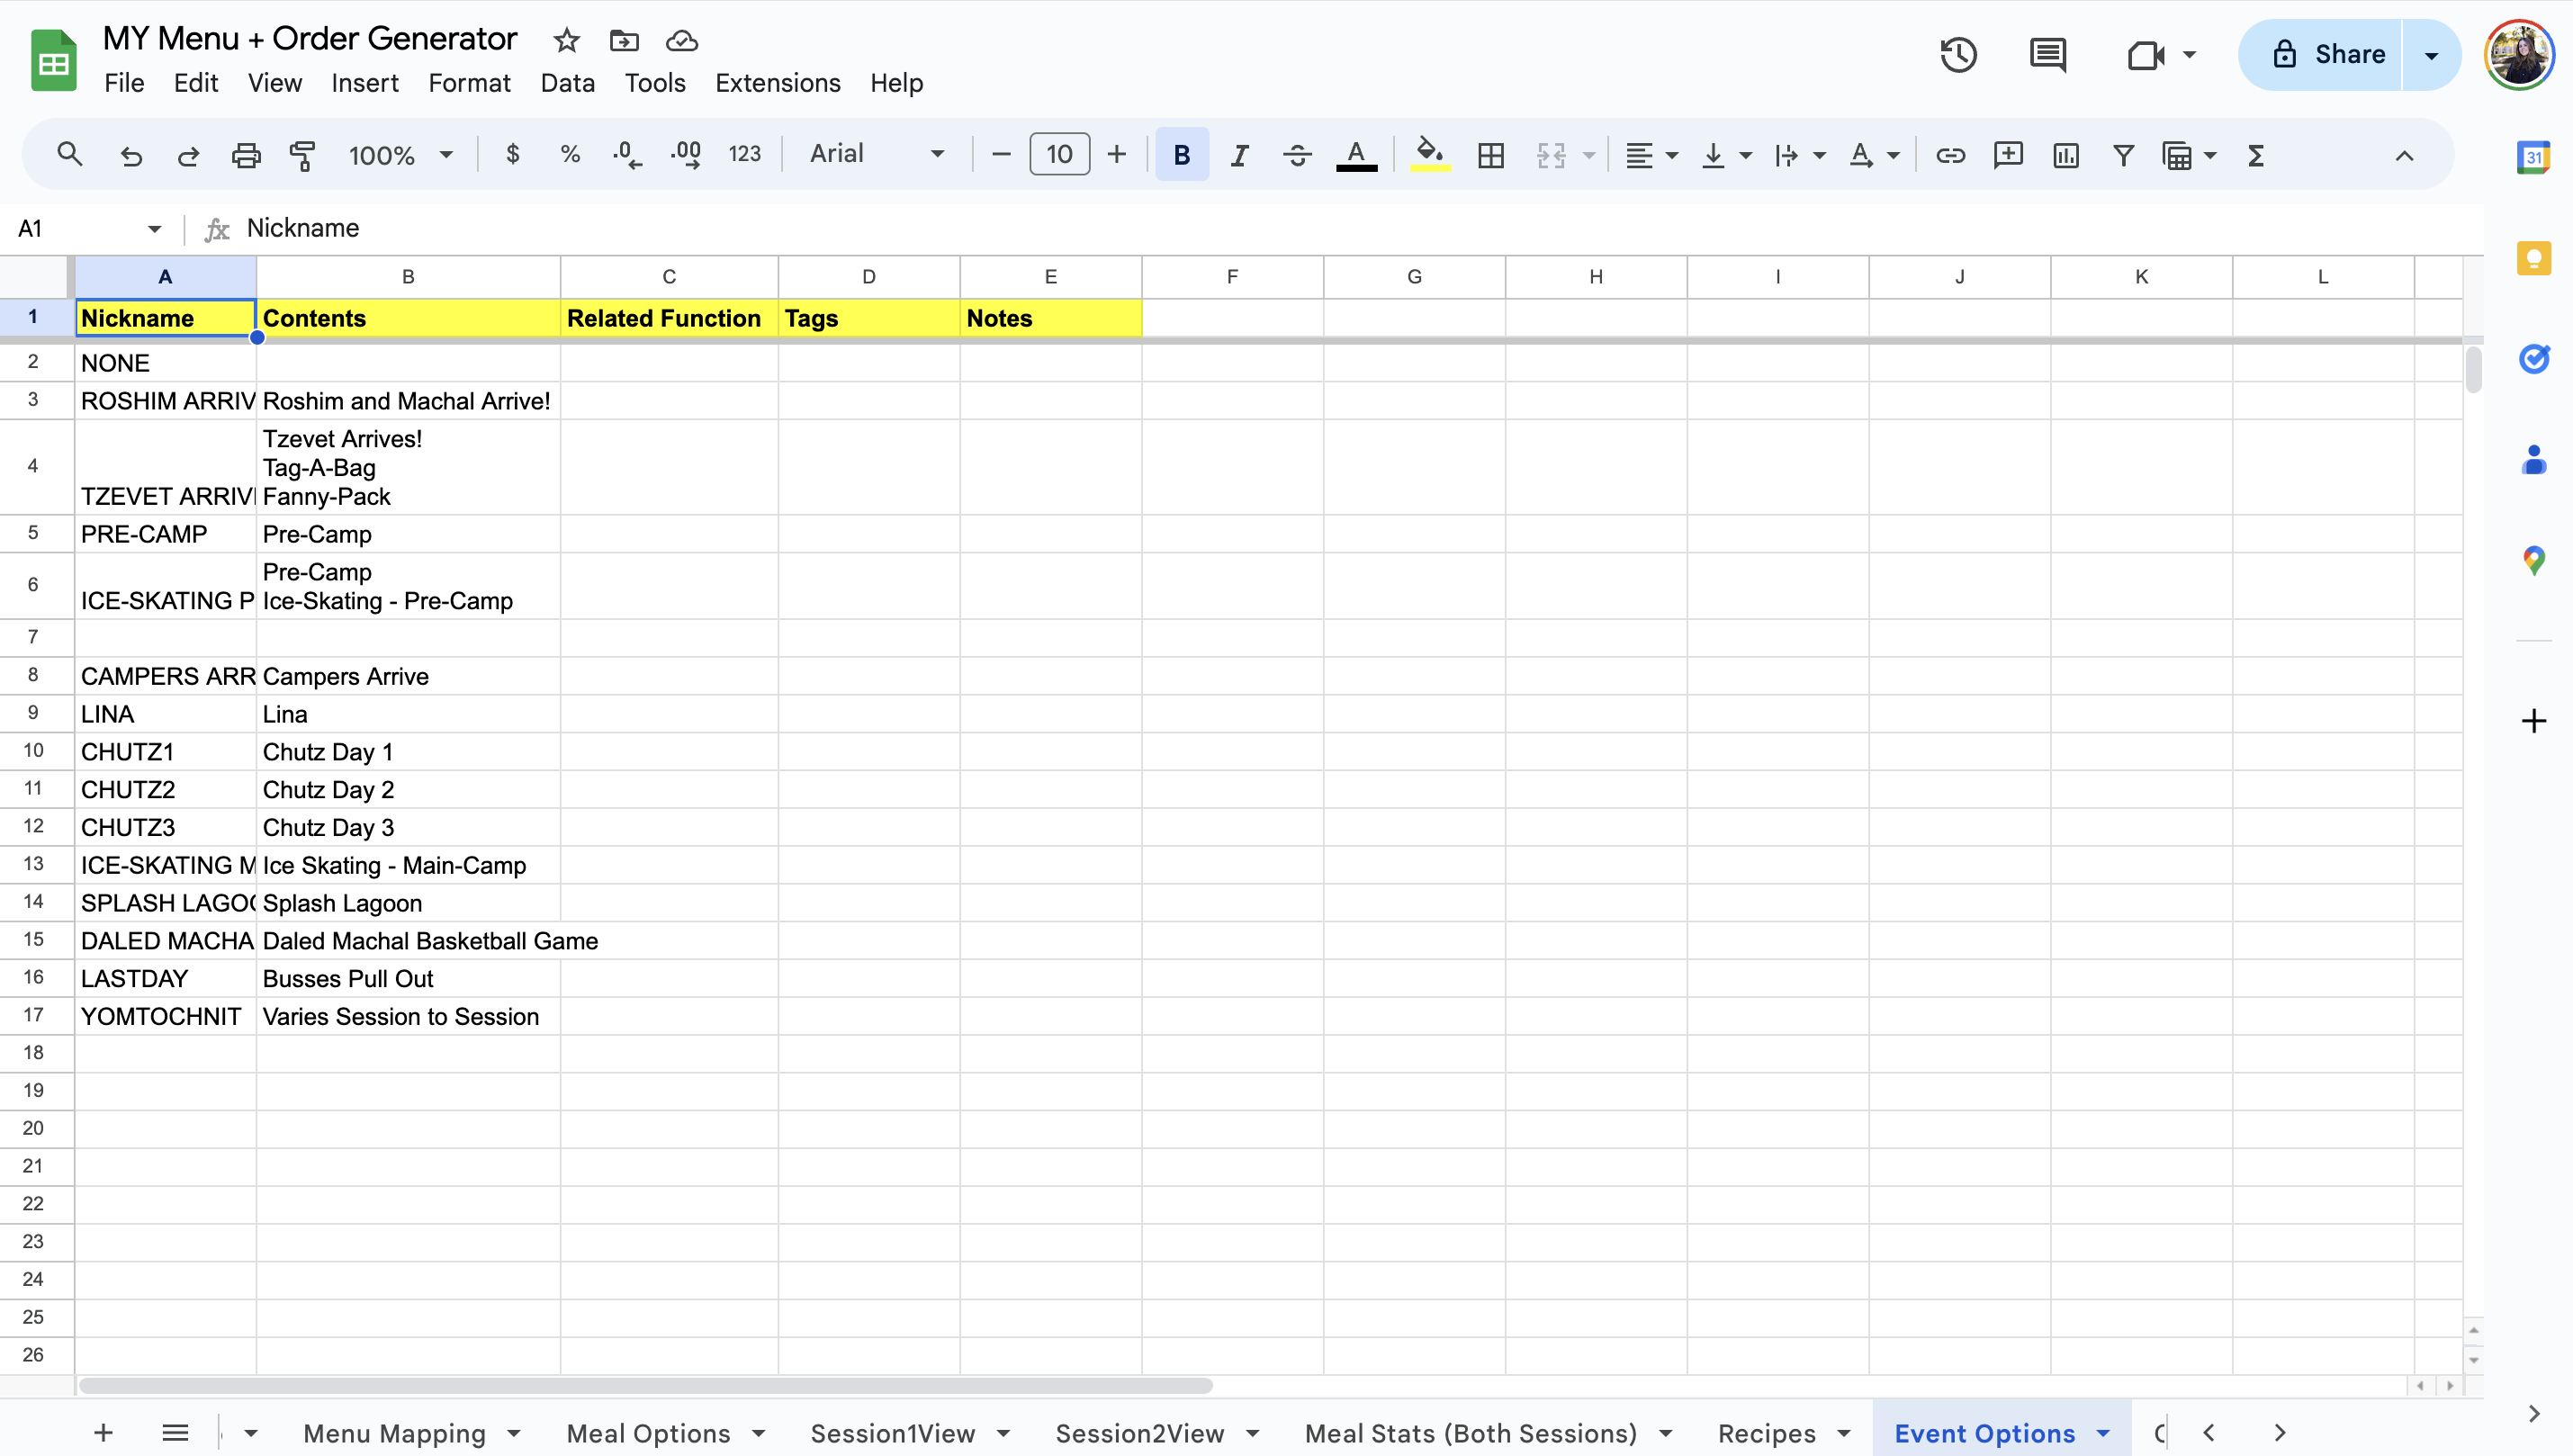 MY Menu + Order Generator
File Edit View Insert Format Data Tools Extensions Help
Share
100% $ % .0 .00 123 Arial 10 B I A A
31
A1 fx Nickname
A B C D E F G H I J K L
1 Nickname Contents Related Function Tags Notes
2 NONE
3 ROSHIM ARRIV Roshim and Machal Arrive!
Tzevet Arrives!
Tag-A-Bag
4 TZEVET ARRIVI Fanny-Pack
5 PRE-CAMP Pre-Camp
Pre-Camp
6 ICE-SKATING P Ice-Skating - Pre-Camp
7
8 CAMPERS ARR Campers Arrive
9 LINA Lina
10 CHUTZ1 Chutz Day 1
11 CHUTZ2 Chutz Day 2
12 CHUTZ3 Chutz Day 3
13 ICE-SKATING M Ice Skating - Main-Camp
14 SPLASH LAGOO Splash Lagoon
15 DALED MACHA Daled Machal Basketball Game
16 LASTDAY Busses Pull Out
17 YOMTOCHNIT Varies Session to Session
18
19
20
21
22
23
24
25
26
Menu Mapping Meal Options Session1View Session2View Meal Stats (Both Sessions) Recipes Event Options